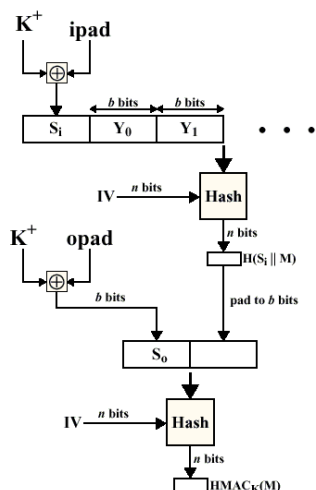 K+ ipad
b bits b bits
Si Y0 Y1 • • •
IV n bits Hash
n bits
H(Si || M)
K+ opad
b bits pad to b bits
So
IV n bits Hash
n bits
HMACK(M)